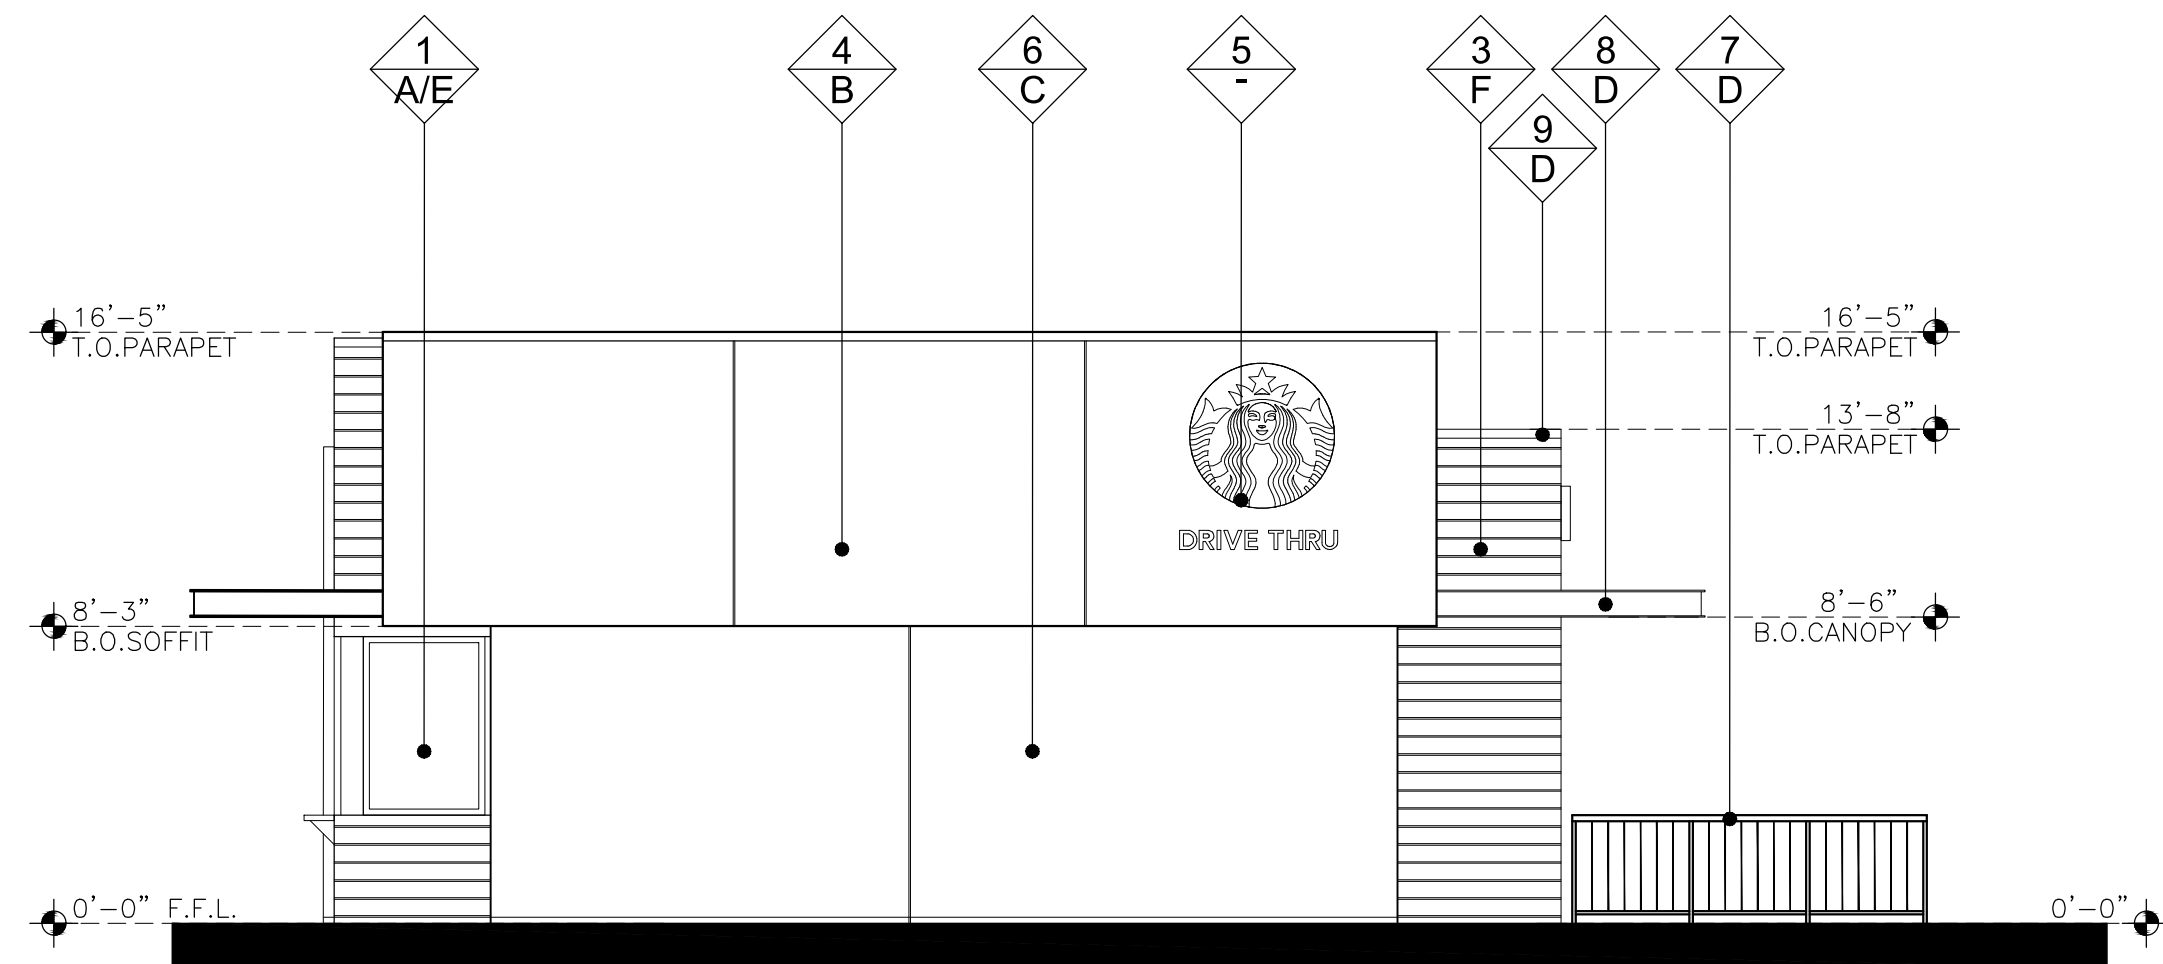 1
A/E
4
B
6
C
5
-
3
F
8
D
7
D
9
D
16'-5"
T.O.PARAPET
16'-5"
T.O.PARAPET
13'-8"
T.O.PARAPET
DRIVE THRU
8'-3"
B.O.SOFFIT
8'-6"
B.O.CANOPY
0'-0" F.F.L.
0'-0"